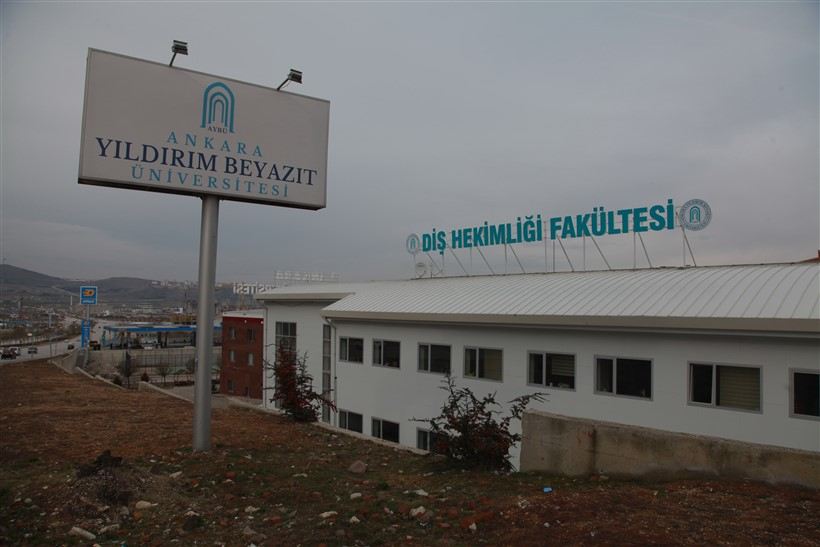 AYBÜ
ANKARA
YILDIRIM BEYAZIT
ÜNİVERSİTESİ
DİŞ HEKİMLİĞİ FAKÜLTESİ